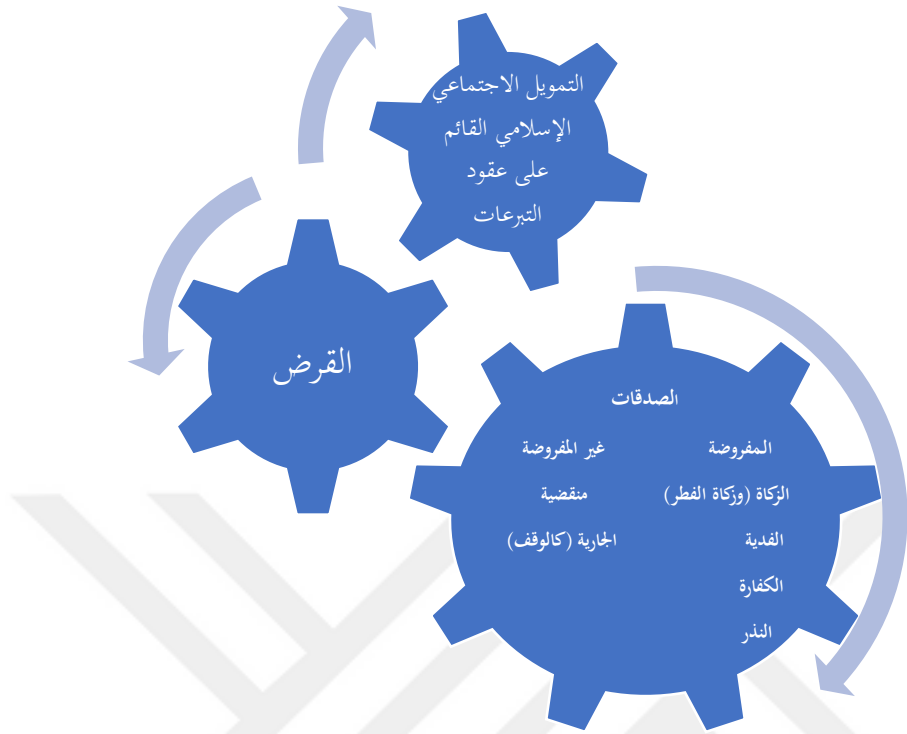 التمويل الاجتماعي
الإسلامي القائم
على عقود
التبرعات
القرض
الصدقات
المفروضة
غير المفروضة
الزكاة (وزكاة الفطر)
منقضية
الفدية
الجارية (كالوقف)
الكفارة
النذر